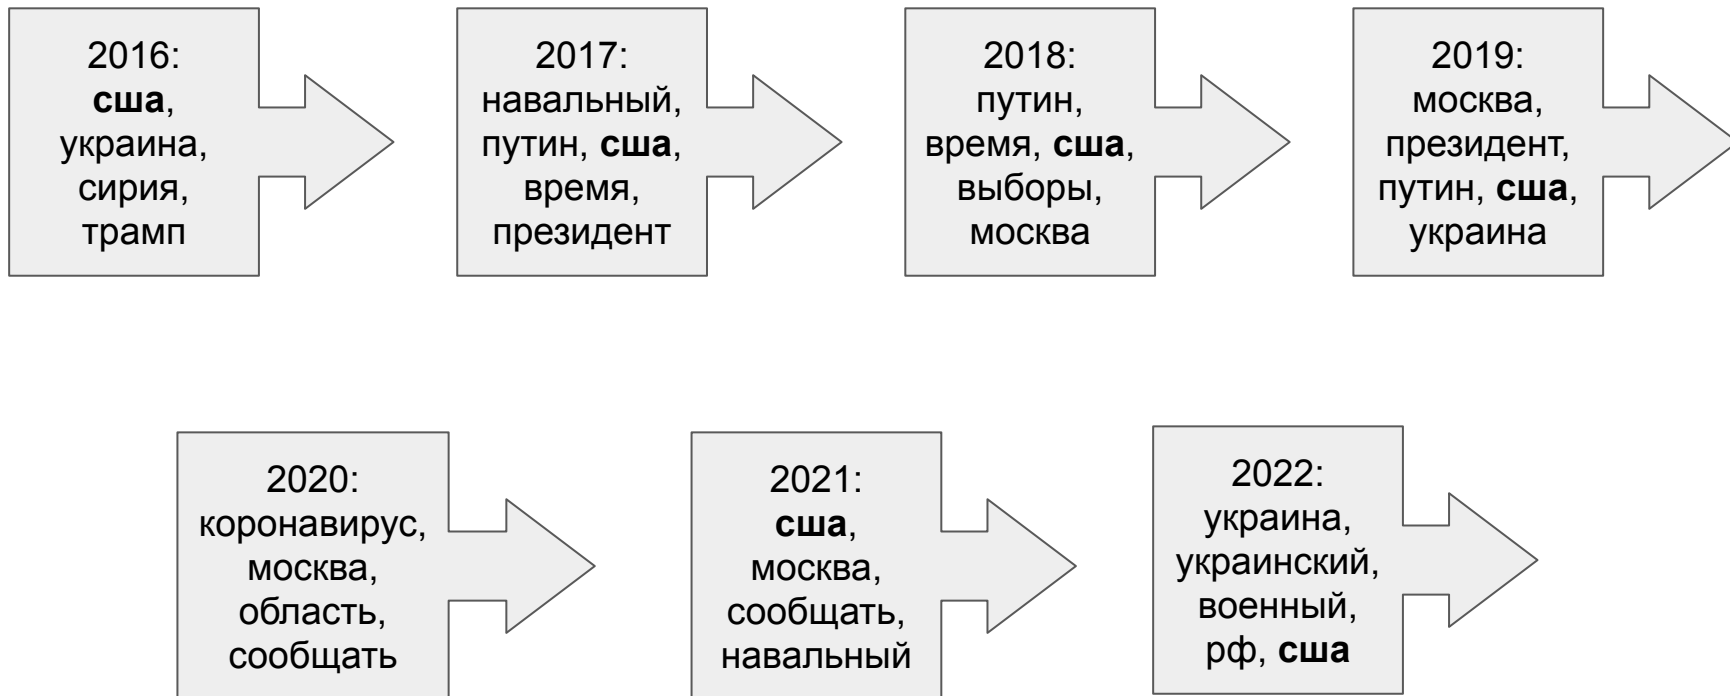 2016:
сша,
украина,
сирия,
трамп
2017:
навальный,
путин, сша,
время,
президент
2018:
путин,
время, сша,
выборы,
москва
2019:
москва,
президент,
путин, сша,
украина
2020:
коронавирус,
москва,
область,
сообщать
2021:
сша,
москва,
сообщать,
навальный
2022:
украина,
украинский,
военный,
рф, сша